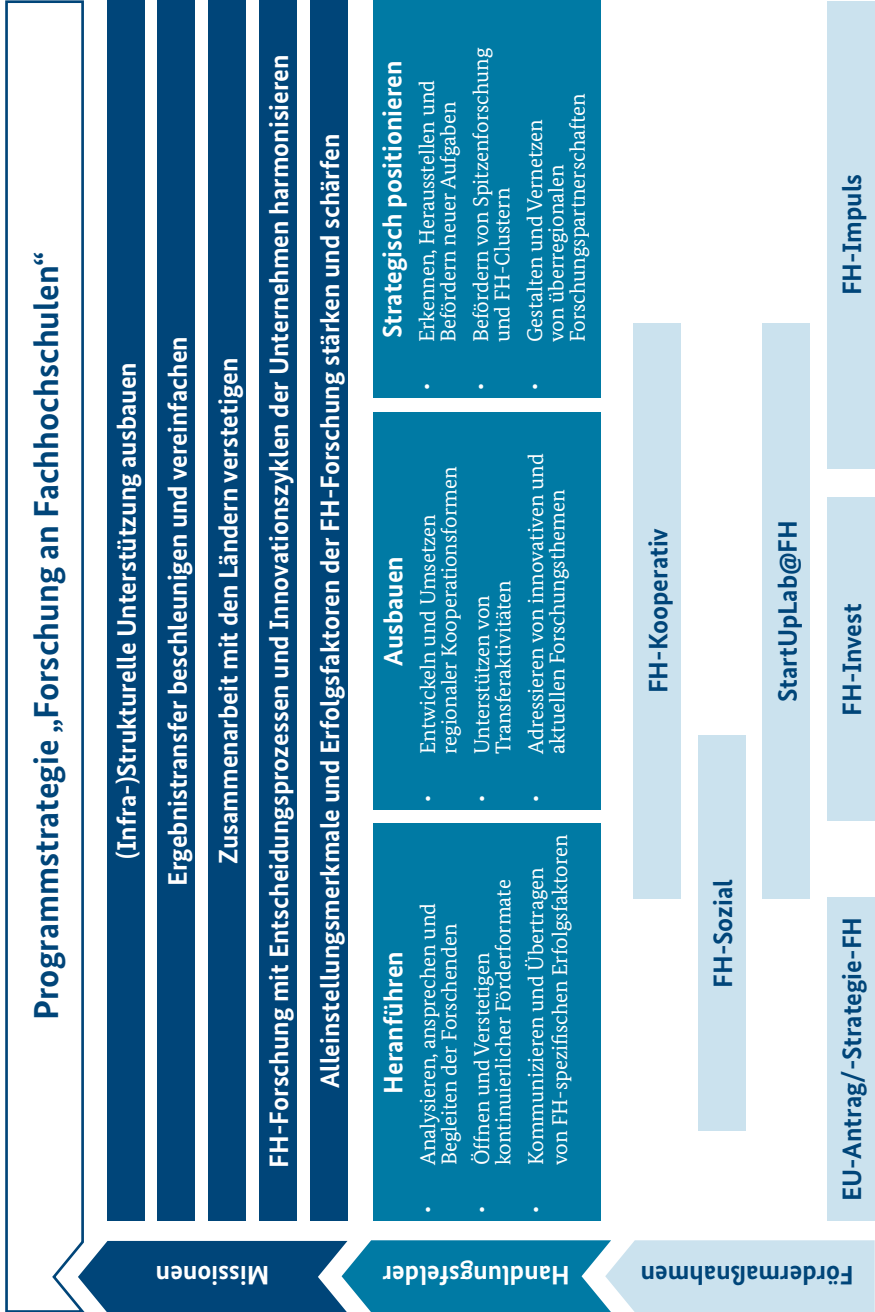 Programmstrategie „Forschung an Fachhochschulen“
Missionen
(Infra-)Strukturelle Unterstützung ausbauen
Ergebnistransfer beschleunigen und vereinfachen
Zusammenarbeit mit den Ländern verstetigen
FH-Forschung mit Entscheidungsprozessen und Innovationszyklen der Unternehmen harmonisieren
Alleinstellungsmerkmale und Erfolgsfaktoren der FH-Forschung stärken und schärfen
Handlungsfelder
Heranführen
• Analysieren, ansprechen und
Begleiten der Forschenden
• Öffnen und Verstetigen
kontinuierlicher Förderformate
• Kommunizieren und Übertragen
von FH-spezifischen Erfolgsfaktoren
Ausbauen
• Entwickeln und Umsetzen
regionaler Kooperationsformen
• Unterstützen von
Transferaktivitäten
• Adressieren von innovativen und
aktuellen Forschungsthemen
Strategisch positionieren
• Erkennen, Herausstellen und
Befördern neuer Aufgaben
• Befördern von Spitzenforschung
und FH-Clustern
• Gestalten und Vernetzen
von überregionalen
Forschungspartnerschaften
Fördermaßnahmen
FH-Kooperativ
FH-Sozial
StartUpLab@FH
EU-Antrag/-Strategie-FH
FH-Invest
FH-Impuls